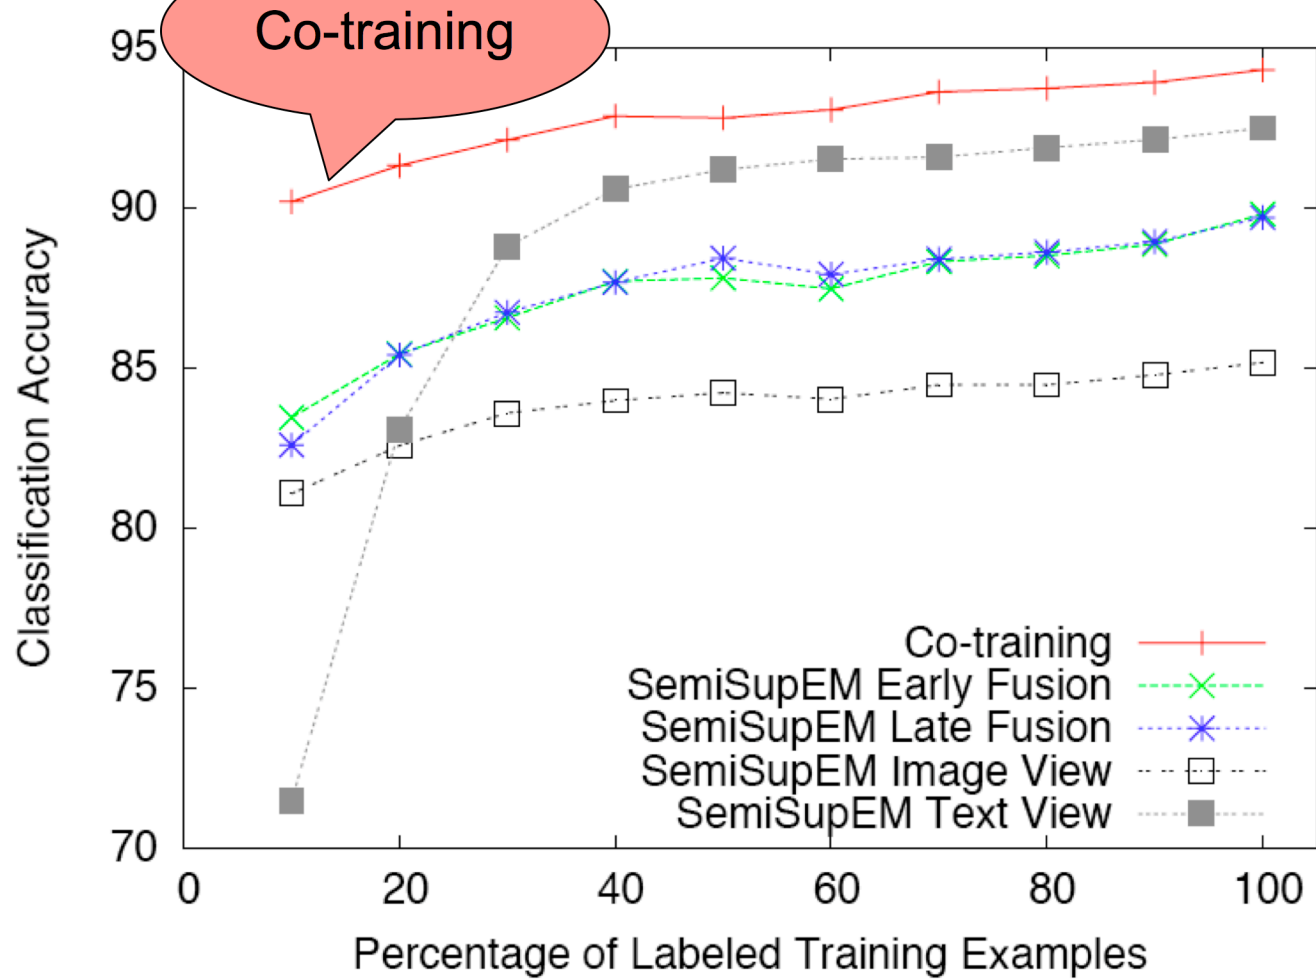 Co-training
95
90
85
80
75
70
Classification Accuracy
Co-training
SemiSupEM Early Fusion
SemiSupEM Late Fusion
SemiSupEM Image View
SemiSupEM Text View
0 20 40 60 80 100
Percentage of Labeled Training Examples